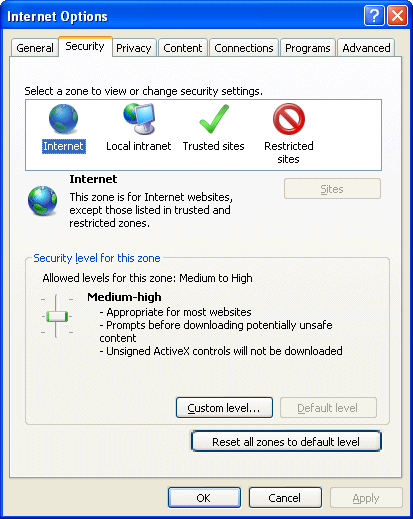 Internet Options
General Security Privacy Content Connections Programs Advanced
Select a zone to view or change security settings.
Internet Local intranet Trusted sites Restricted
sites
Internet
Sites
This zone is for Internet websites,
except those listed in trusted and
restricted zones.
Security level for this zone
Allowed levels for this zone: Medium to High
Medium-high
- Appropriate for most websites
- Prompts before downloading potentially unsafe
content
- Unsigned ActiveX controls will not be downloaded
Custom level... Default level
Reset all zones to default level
OK Cancel Apply